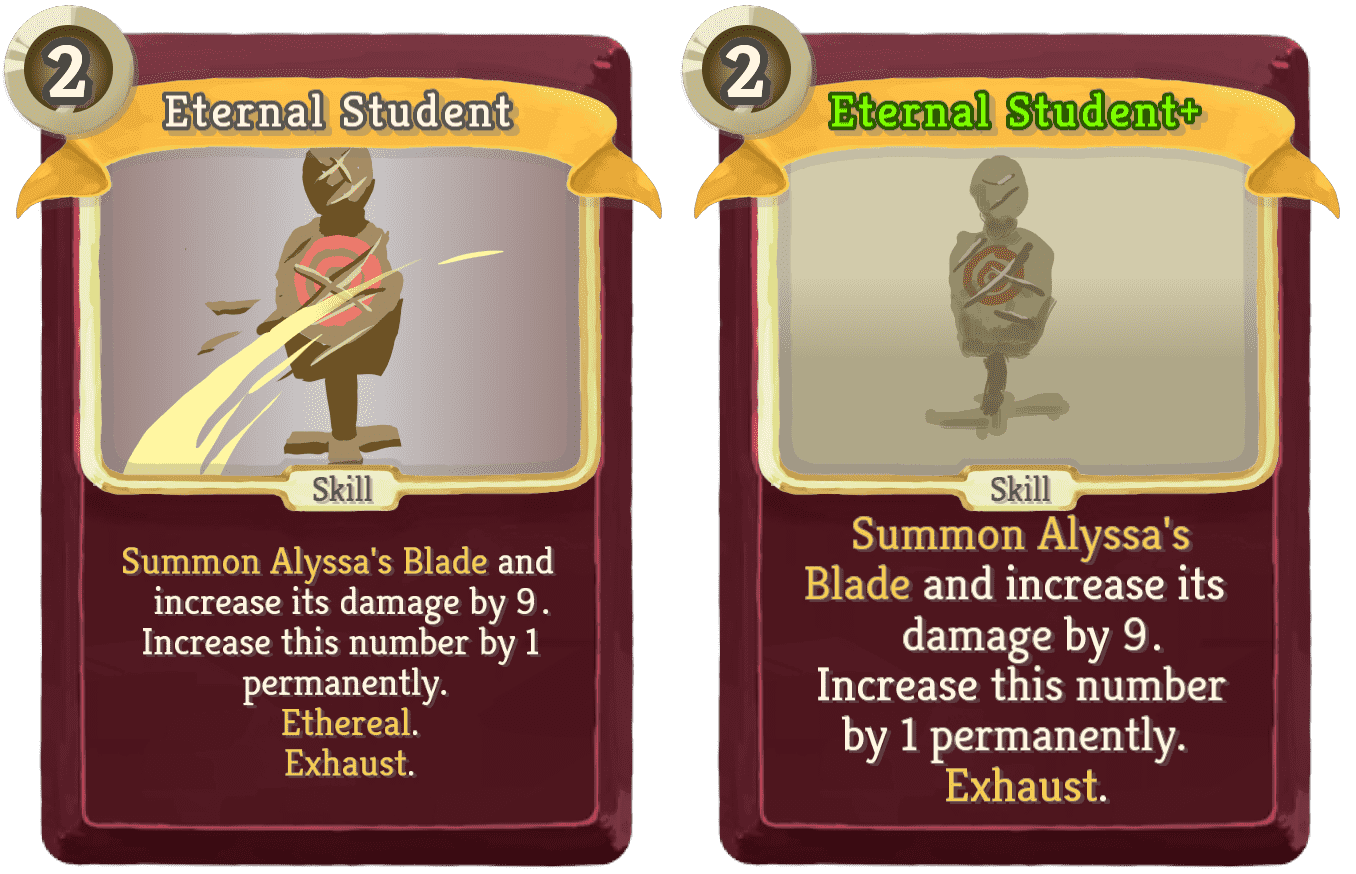 2
Eternal Student
Skill
Summon Alyssa's Blade and
increase its damage by 9.
Increase this number by 1
permanently.
Ethereal.
Exhaust.
2
Eternal Student+
Skill
Summon Alyssa's
Blade and increase its
damage by 9.
Increase this number
by 1 permanently.
Exhaust.